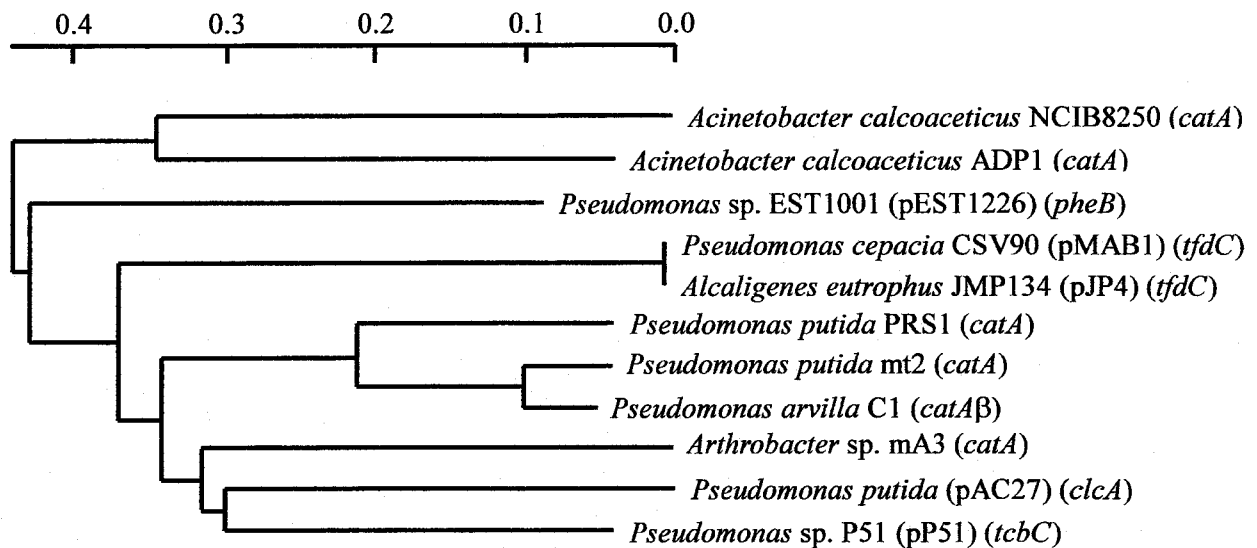 0.4 0.3 0.2 0.1 0.0
Acinetobacter calcoaceticus NCIB8250 (catA)
Acinetobacter calcoaceticus ADP1 (catA)
Pseudomonas sp. EST1001 (pEST1226) (pheB)
Pseudomonas cepacia CSV90 (pMAB1) (tfdC)
Alcaligenes eutrophus JMP134 (pJP4) (tfdC)
Pseudomonas putida PRS1 (catA)
Pseudomonas putida mt2 (catA)
Pseudomonas arvilla C1 (catAβ)
Arthrobacter sp. mA3 (catA)
Pseudomonas putida (pAC27) (clcA)
Pseudomonas sp. P51 (pP51) (tcbC)